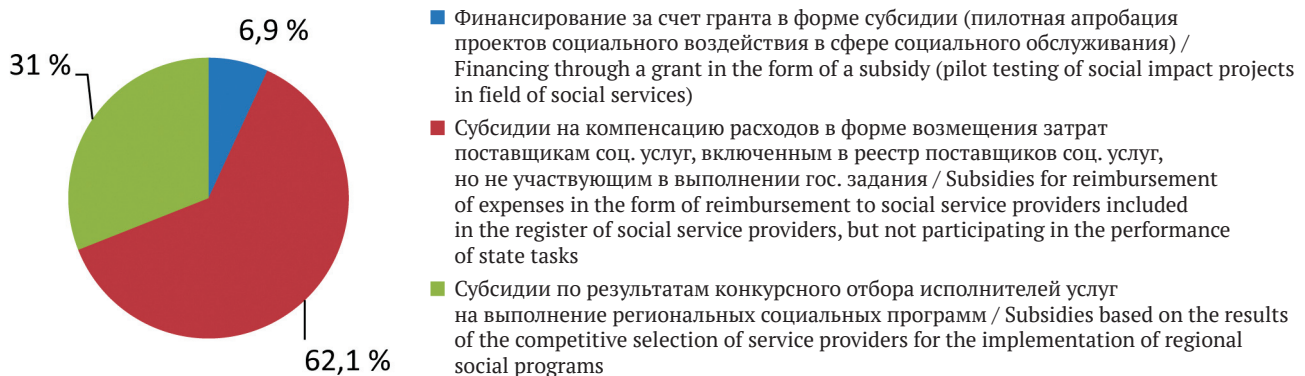 6,9 %
31 %
62,1 %
Финансирование за счет гранта в форме субсидии (пилотная апробация
проектов социального воздействия в сфере социального обслуживания) /
Financing through a grant in the form of a subsidy (pilot testing of social impact projects
in field of social services)
Субсидии на компенсацию расходов в форме возмещения затрат
поставщикам соц. услуг, включенным в реестр поставщиков соц. услуг,
но не участвующим в выполнении гос. задания / Subsidies for reimbursement
of expenses in the form of reimbursement to social service providers included
in the register of social service providers, but not participating in the performance
of state tasks
Субсидии по результатам конкурсного отбора исполнителей услуг
на выполнение региональных социальных программ / Subsidies based on the results
of the competitive selection of service providers for the implementation of regional
social programs